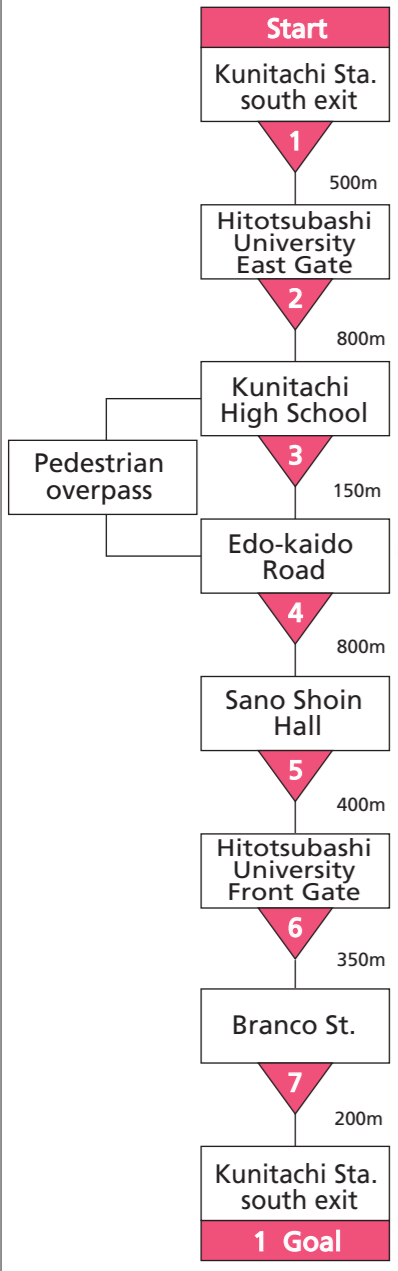 Start
Kunitachi Sta.
south exit
1
500m
Hitotsubashi
University
East Gate
2
800m
Kunitachi
High School
3
Pedestrian
overpass
150m
Edo-kaido
Road
4
800m
Sano Shoin
Hall
5
400m
Hitotsubashi
University
Front Gate
6
350m
Branco St.
7
200m
Kunitachi Sta.
south exit
1 Goal